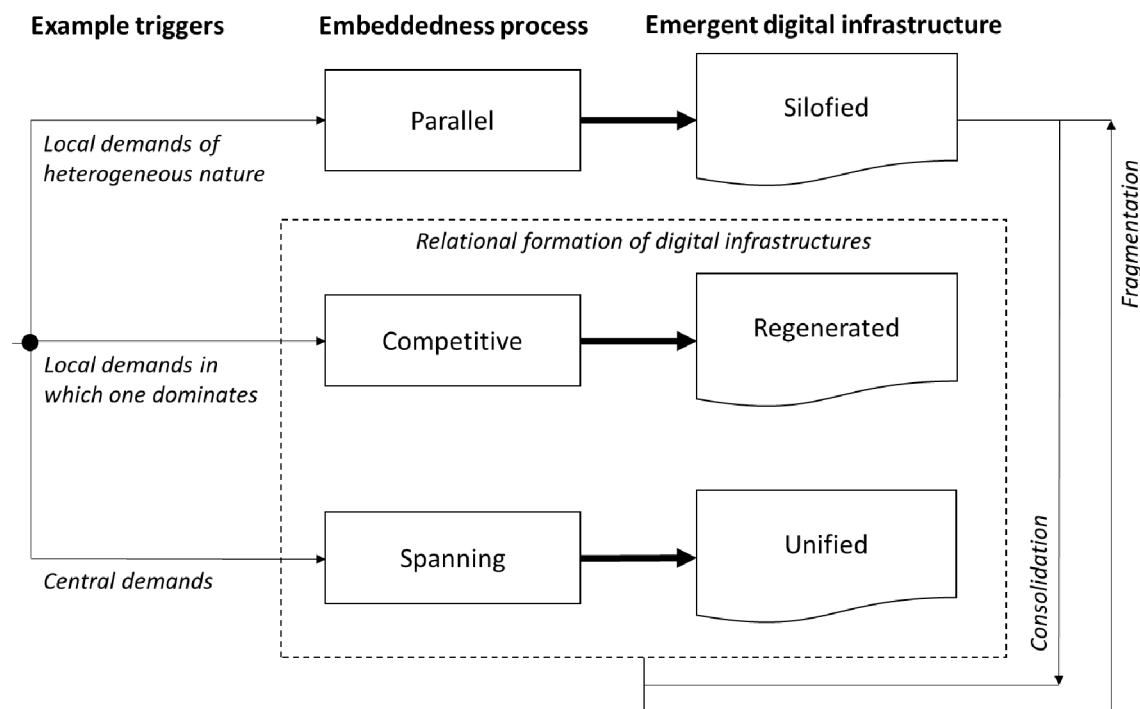 Example triggers
Embeddedness process
Emergent digital infrastructure
Parallel
Silofied
Local demands of
heterogeneous nature
Relational formation of digital infrastructures
Competitive
Regenerated
Local demands in
which one dominates
Spanning
Unified
Central demands
Consolidation
Fragmentation